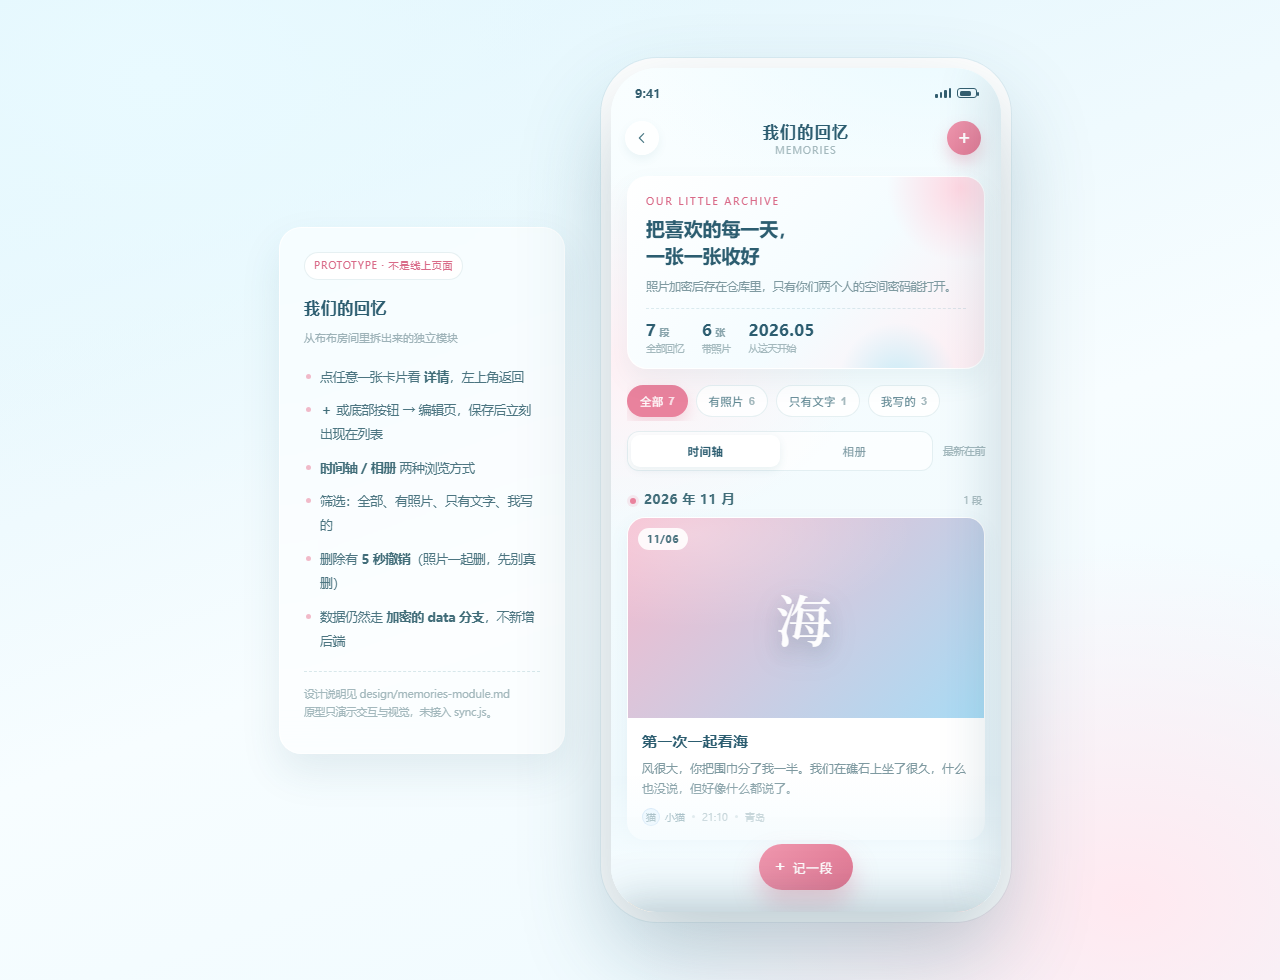 PROTOTYPE · 不是线上页面
我们的回忆
从布布房间里拆出来的独立模块
点任意一张卡片看 详情，左上角返回
+ 或底部按钮 → 编辑页，保存后立刻
出现在列表
时间轴 / 相册 两种浏览方式
筛选：全部、有照片、只有文字、我写
的
删除有 5 秒撤销（照片一起删，先别真
删）
数据仍然走 加密的 data 分支，不新增
后端
设计说明见 design/memories-module.md
原型只演示交互与视觉，未接入 sync.js。
9:41
我们的回忆
MEMORIES
+
OUR LITTLE ARCHIVE
把喜欢的每一天，
一张一张收好
照片加密后存在仓库里，只有你们两个人的空间密码能打开。
7 段 6 张 2026.05
全部回忆 带照片 从这天开始
全部 7 有照片 6 只有文字 1 我写的 3
时间轴 相册 最新在前
2026 年 11 月 1 段
11/06
海
第一次一起看海
风很大，你把围巾分了我一半。我们在礁石上坐了很久，什么
也没说，但好像什么都说了。
猫 小猫 · 21:10 · 青岛
+ 记一段